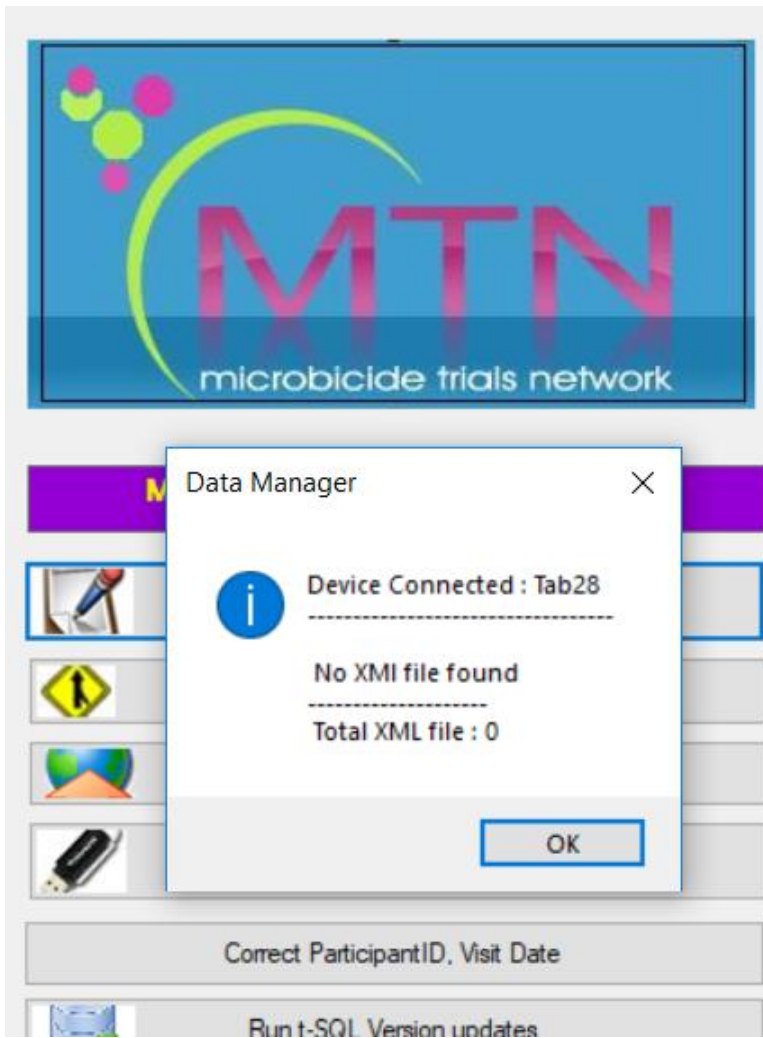 MTN
microbicide trials network
M
Data Manager
Device Connected : Tab28
----------------------------------
No XMl file found
--------------------
Total XML file : 0
OK
Correct ParticipantID, Visit Date
Run t-SQL Version updates